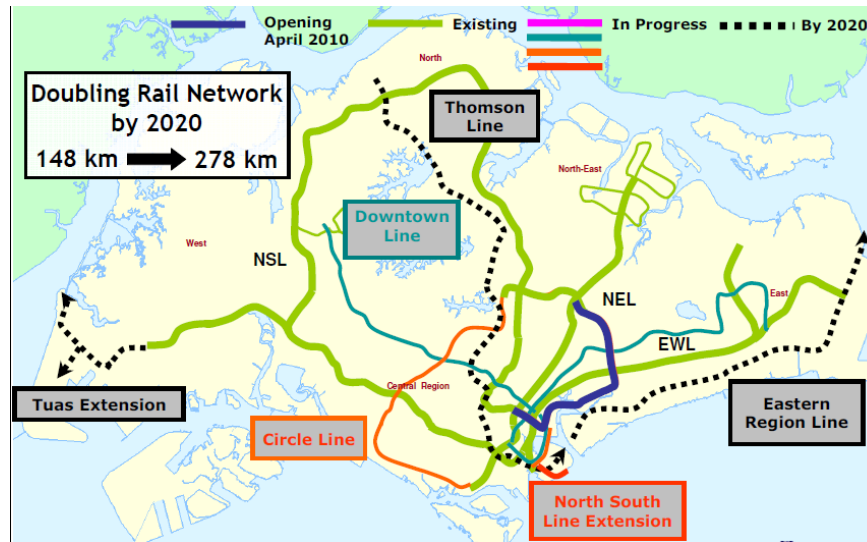 Opening
April 2010
Existing
In Progress
By 2020
Doubling Rail Network
by 2020
148 km
278 km
North
Thomson
Line
North-East
Downtown
Line
West
NSL
NEL
East
EWL
Central Region
Tuas Extension
Circle Line
Eastern
Region Line
North South
Line Extension